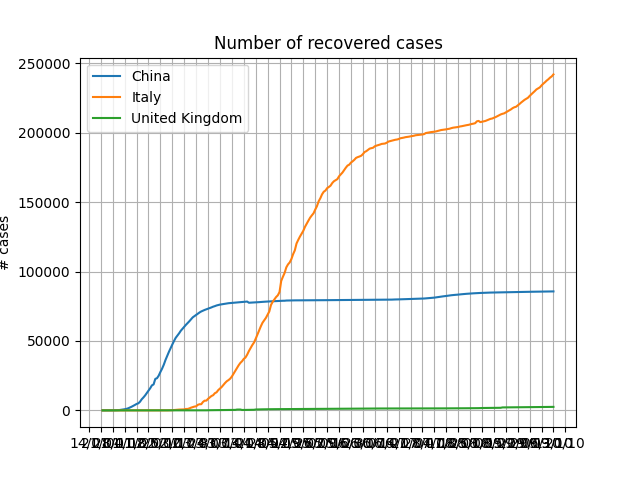 Number of recovered cases
China
Italy
United Kingdom
250000
200000
150000
100000
50000
0
# cases